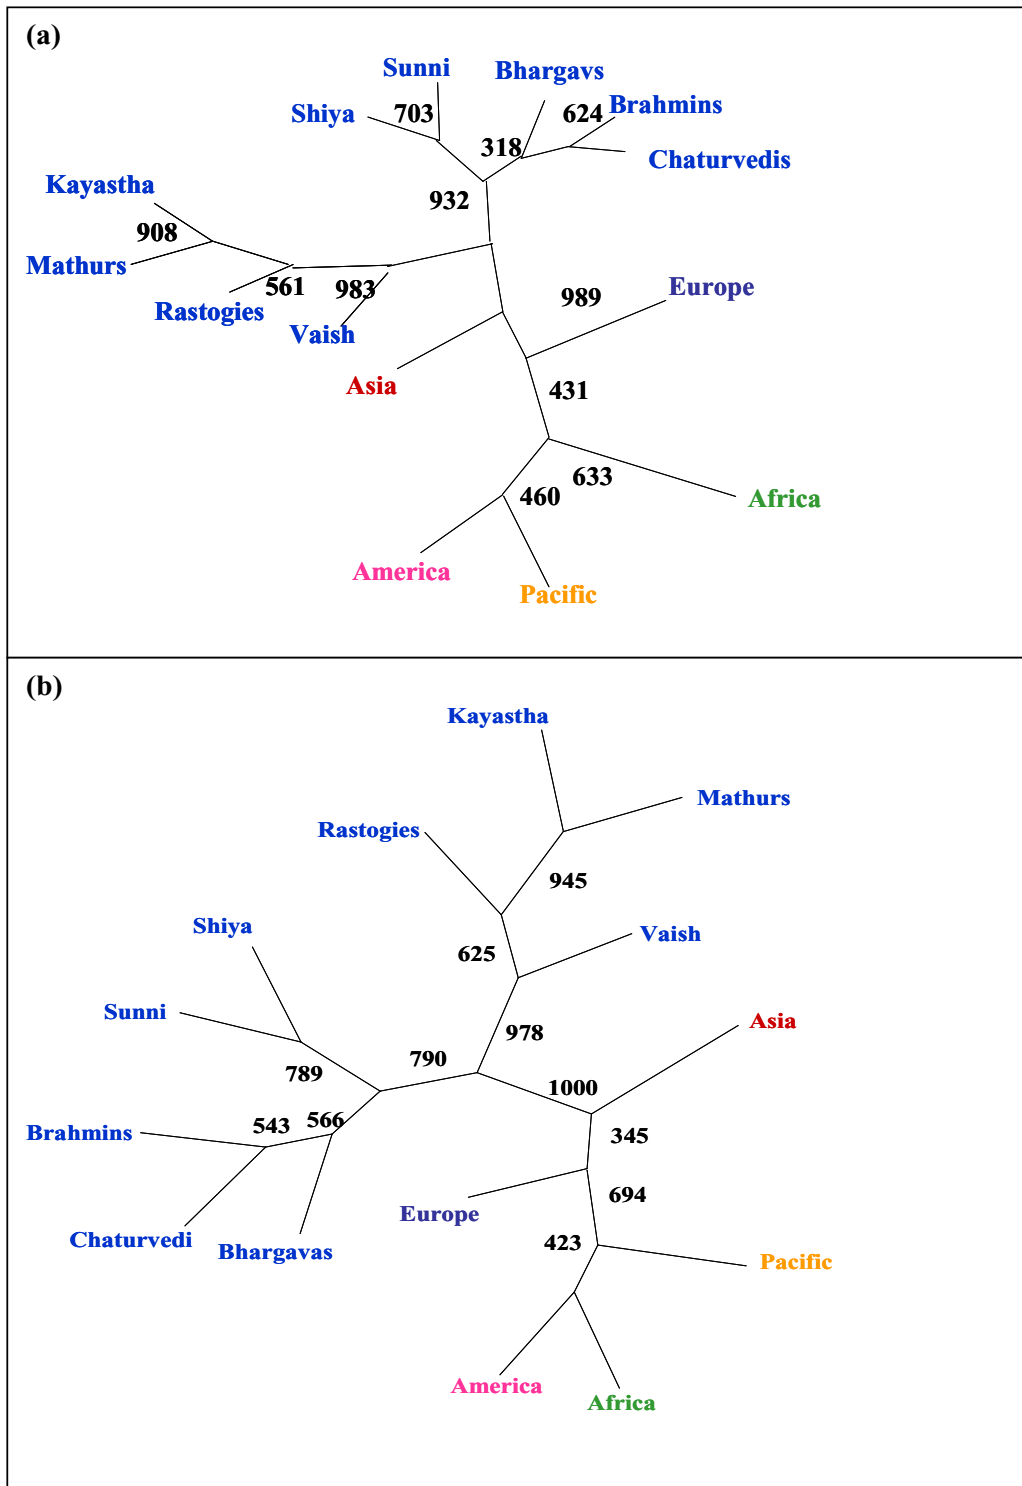 (a)
Sunni
Bhargavs
Shiya
703
624
Brahmins
318
Chaturvedis
Kayastha
932
908
Mathurs
561
983
Europe
989
Rastogies
Vaish
Asia
431
633
460
Africa
America
Pacific
(b)
Kayastha
Mathurs
Rastogies
945
Shiya
Vaish
625
Sunni
Asia
978
790
789
1000
543
566
Brahmins
345
694
Europe
Chaturvedi
Bhargavas
423
Pacific
America
Africa